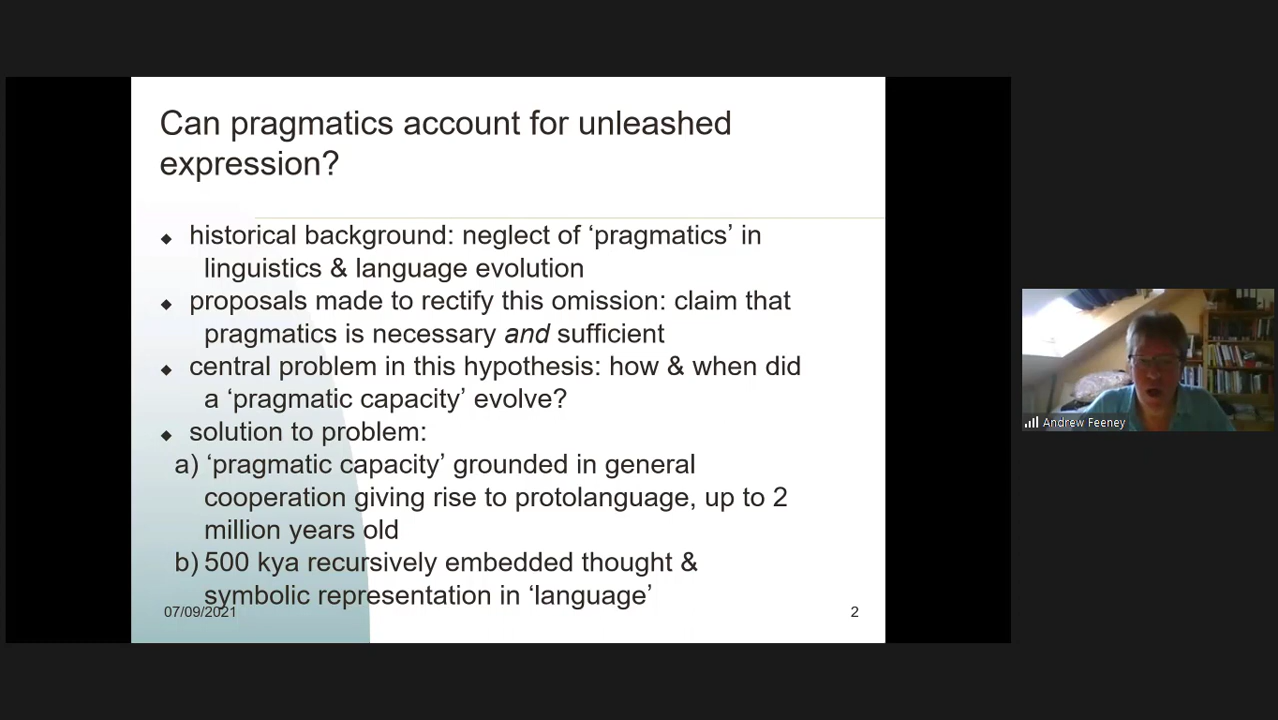 Can pragmatics account for unleashed
expression?
◆ historical background: neglect of ‘pragmatics’ in
linguistics & language evolution
◆ proposals made to rectify this omission: claim that
pragmatics is necessary and sufficient
◆ central problem in this hypothesis: how & when did
a ‘pragmatic capacity’ evolve?
◆ solution to problem:
a) ‘pragmatic capacity’ grounded in general
cooperation giving rise to protolanguage, up to 2
million years old
b) 500 kya recursively embedded thought &
symbolic representation in ‘language’
07/09/2021
2
Andrew Feeney